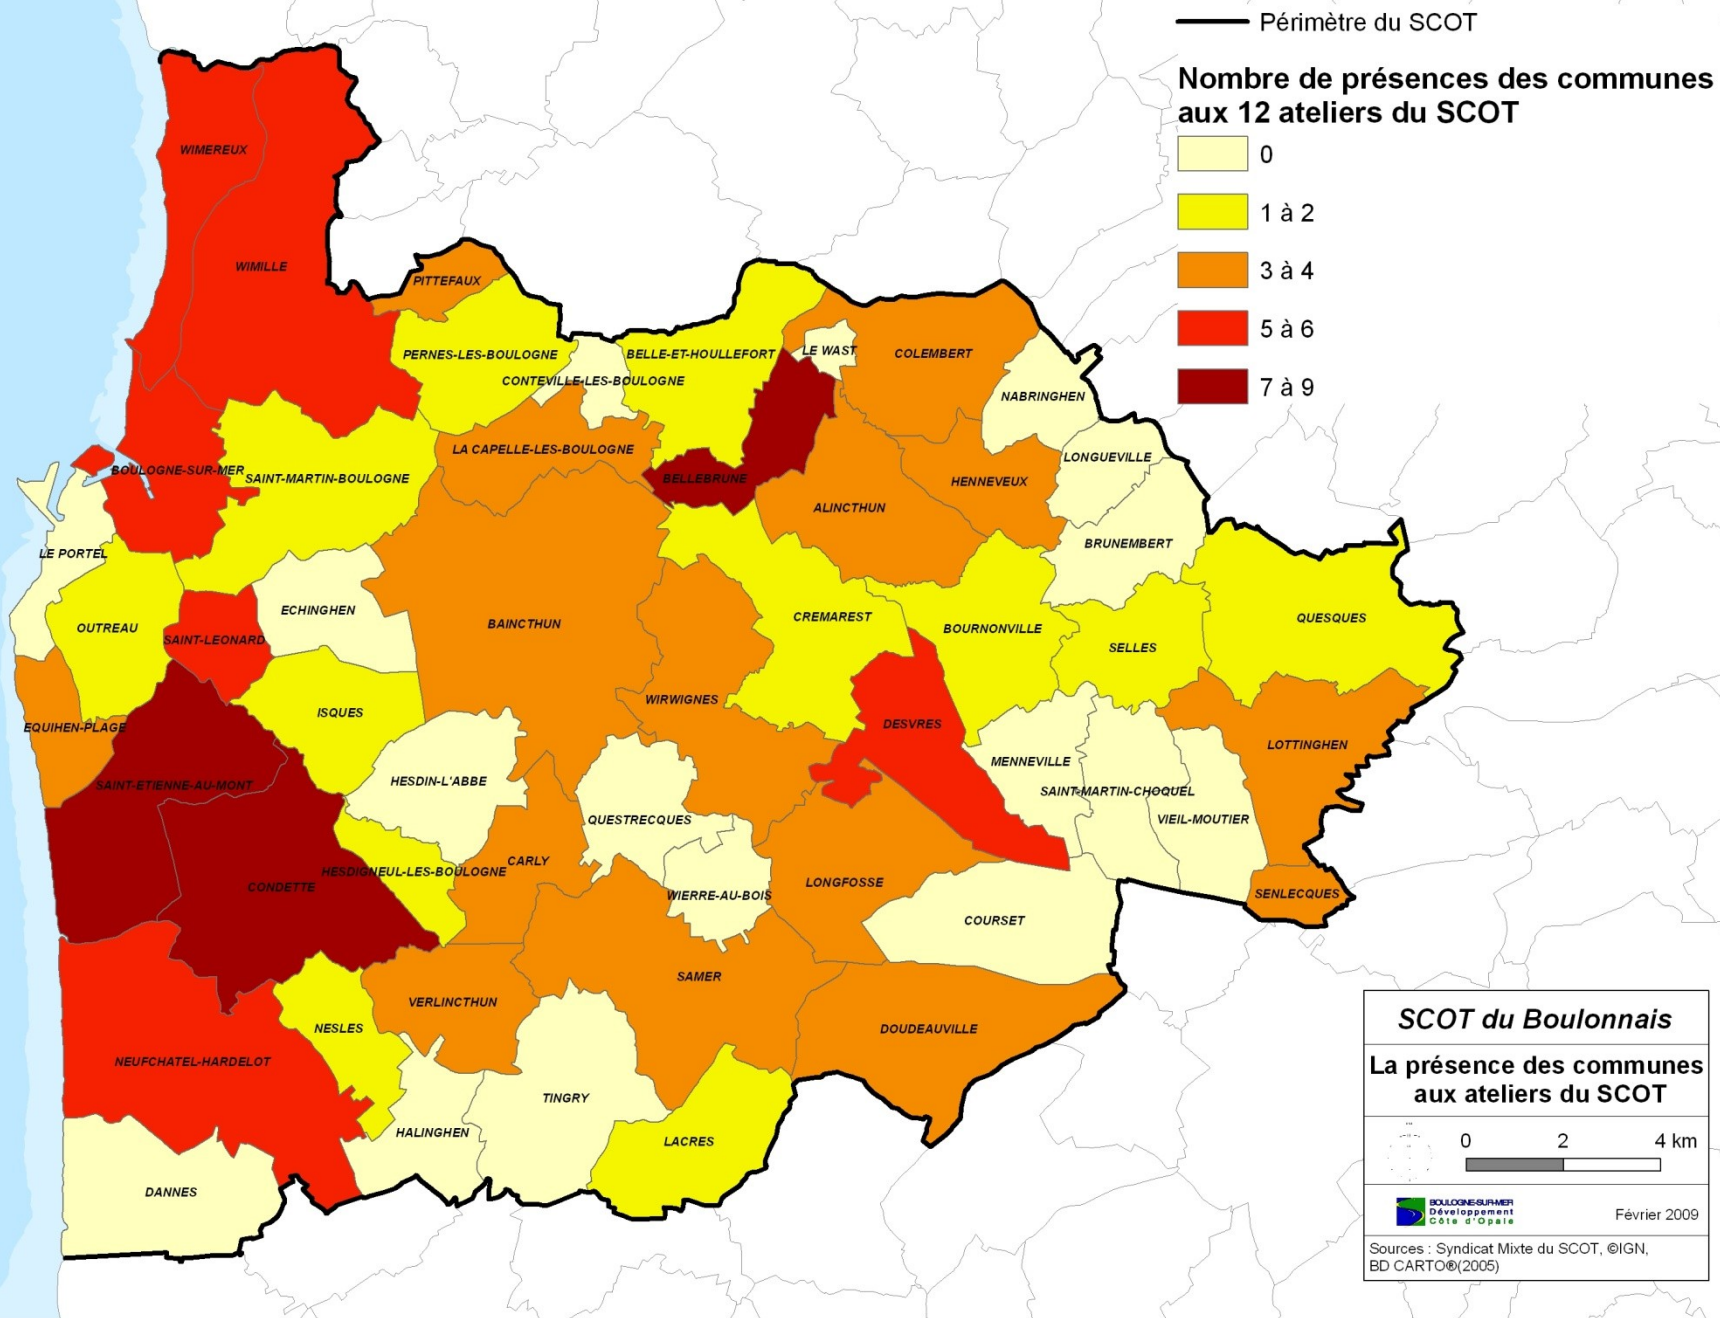 Périmètre du SCOT
Nombre de présences des communes
aux 12 ateliers du SCOT
0
1 à 2
3 à 4
5 à 6
7 à 9
WIMEREUX
WIMILLE
PITTEFAUX
PERNES-LES-BOULOGNE
CONTEVILLE-LES-BOULOGNE
BELLE-ET-HOULLEFORT
LE WAST
COLEMBERT
NABRINGHEN
LA CAPELLE-LES-BOULOGNE
LONGUEVILLE
BOULOGNE-SUR-MER
SAINT-MARTIN-BOULOGNE
BELLEBRUNE
HENNEVEUX
ALINCTHUN
BRUNEMBERT
LE PORTEL
ECHINGHEN
OUTREAU
SAINT-LEONARD
BAINCTHUN
CREMAREST
BOURNONVILLE
QUESQUES
SELLES
WIRWIGNES
ISQUES
DESVRES
EQUIHEN-PLAGE
LOTTINGHEN
MENNEVILLE
HESDIN-L'ABBE
SAINT-ETIENNE-AU-MONT
SAINT-MARTIN-CHOQUEL
QUESTRECQUES
VIEIL-MOUTIER
CARLY
HESDIGNEUL-LES-BOULOGNE
CONDETTE
LONGFOSSE
WIERRE-AU-BOIS
SENLECQUES
COURSET
SAMER
VERLINCTHUN
NESLES
DOUDEAUVILLE
NEUFCHATEL-HARDELOT
TINGRY
HALINGHEN
LACRES
DANNES
SCOT du Boulonnais
La présence des communes
aux ateliers du SCOT
0 2 4 km
BOULOGNE-SUR-MER
Développement
Côte d'Opale
Février 2009
Sources : Syndicat Mixte du SCOT, ©IGN,
BD CARTO®(2005)